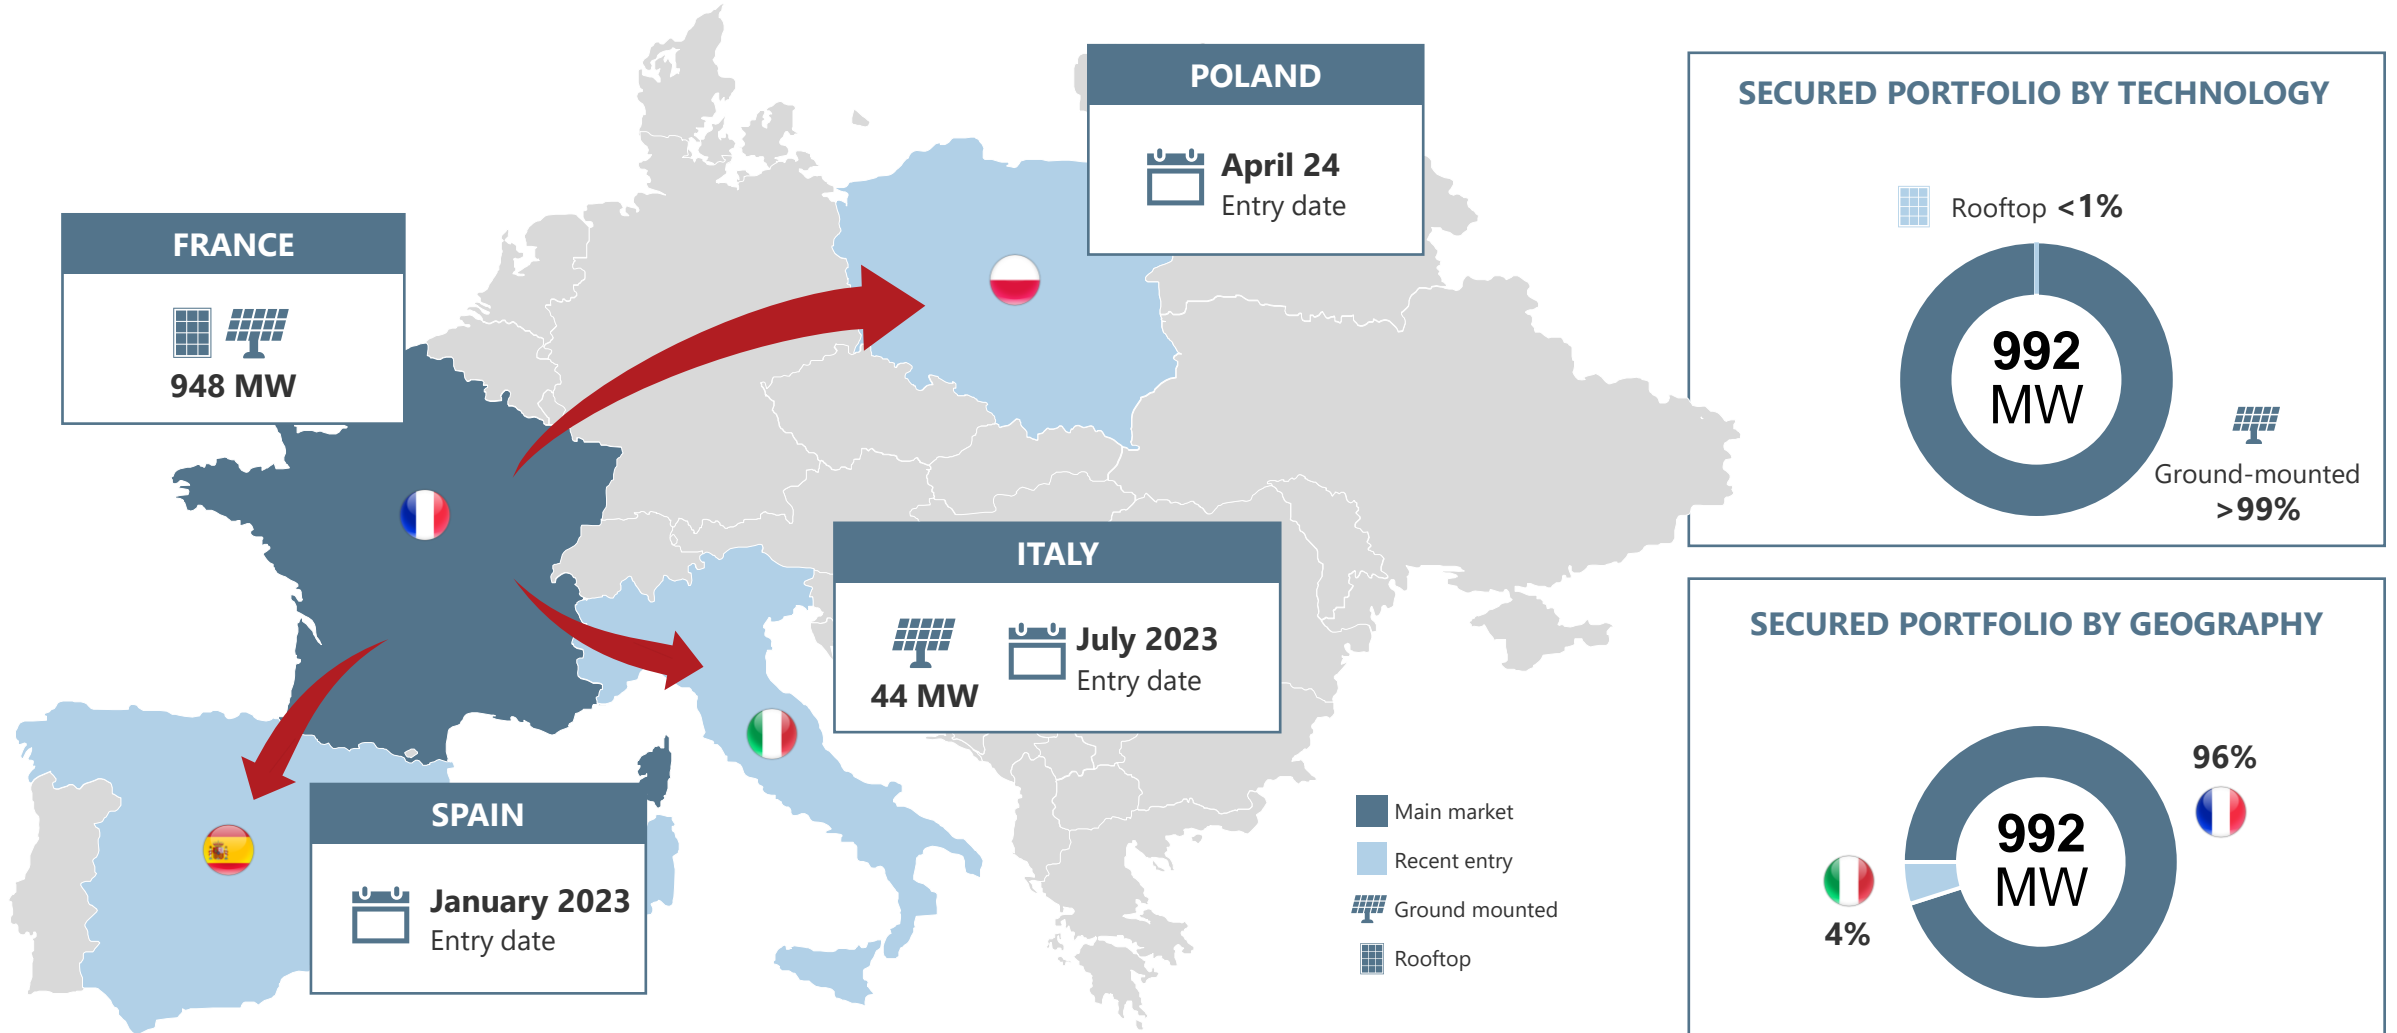 POLAND
April 24
Entry date
FRANCE
948 MW
ITALY
44 MW
July 2023
Entry date
SPAIN
January 2023
Entry date
Main market
Recent entry
Ground mounted
Rooftop
SECURED PORTFOLIO BY TECHNOLOGY
Rooftop <1%
992
MW
Ground-mounted
>99%
SECURED PORTFOLIO BY GEOGRAPHY
96%
992
MW
4%